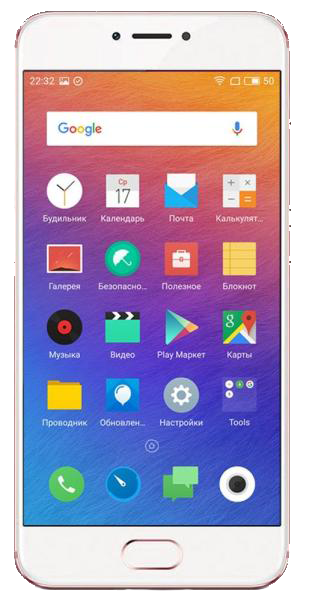 22:32
50
Google
Ср
17
Будильник
Календарь
Почта
Калькулят...
Галерея
Безопасно...
Полезное
Блокнот
Музыка
Видео
Play Маркет
Карты
Проводник
Обновлен...
Настройки
Tools